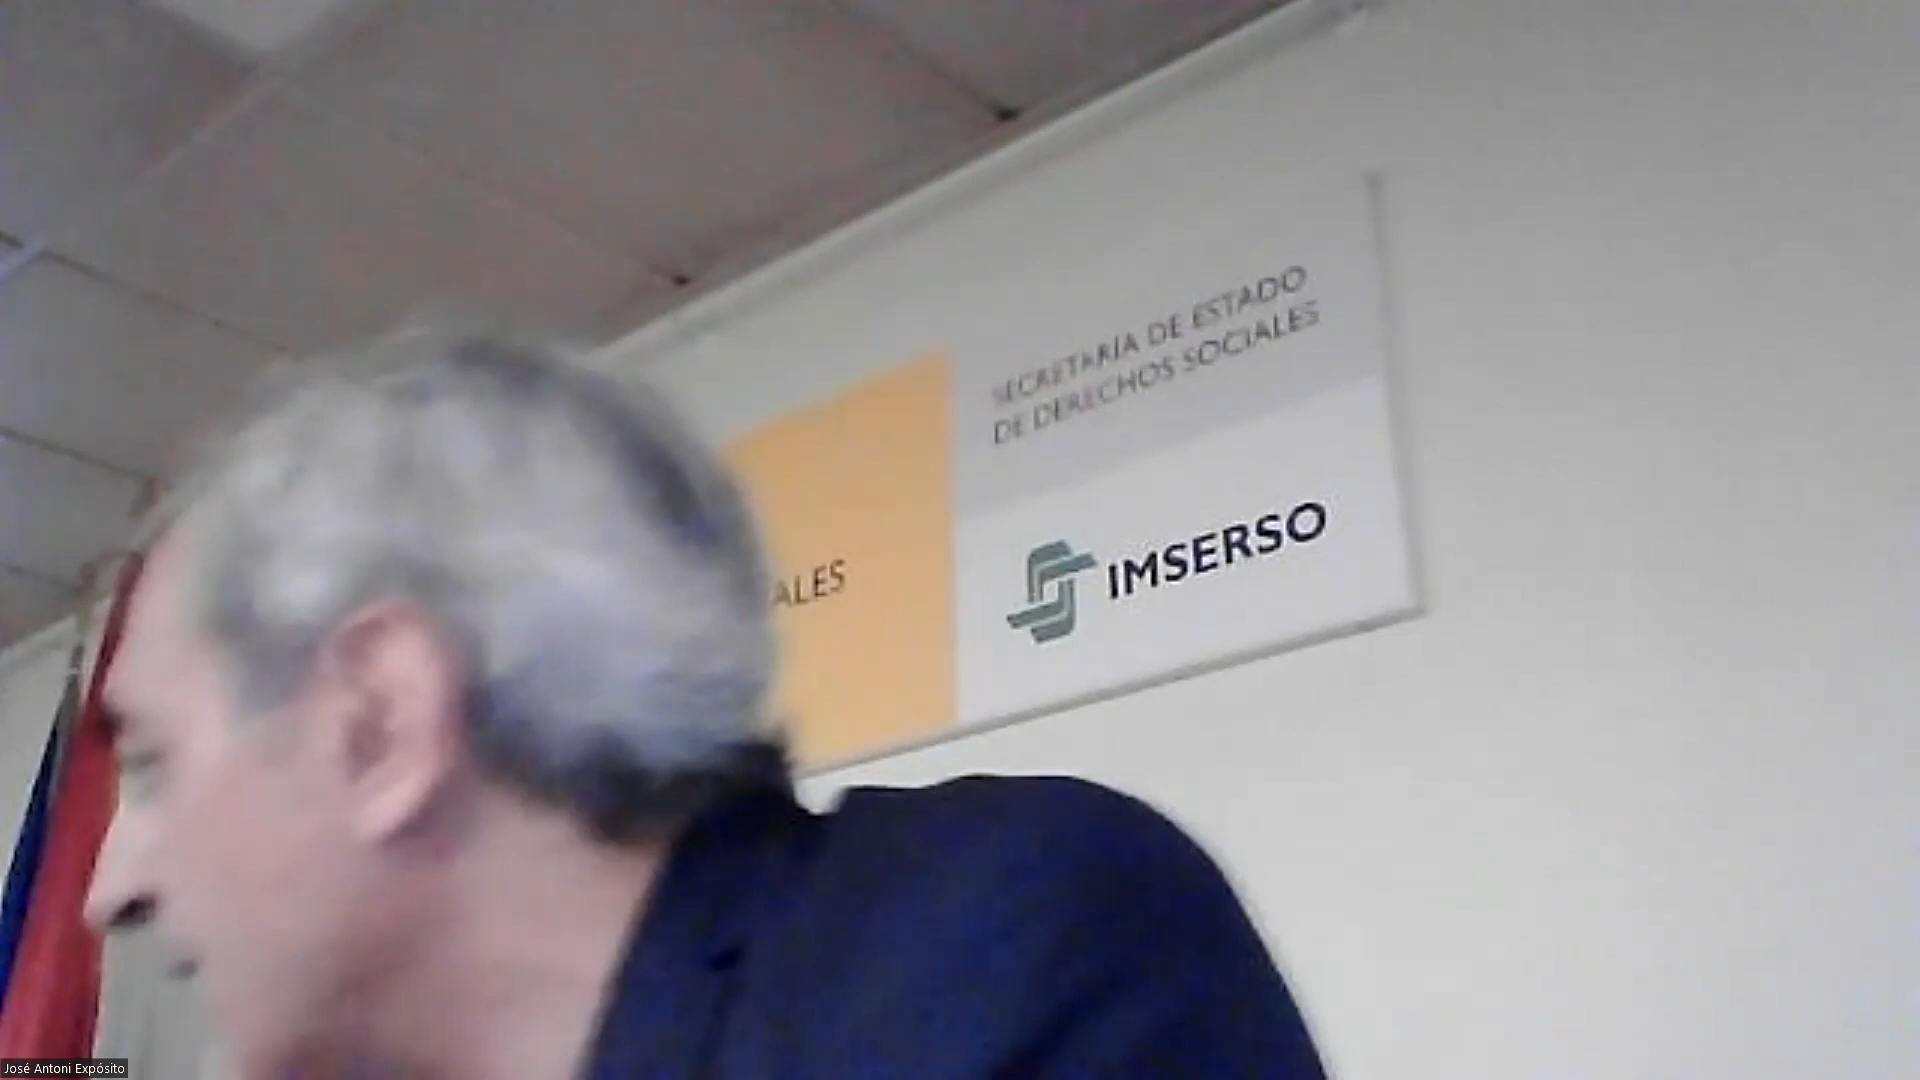 SECRETARÍA DE ESTADO
DE DERECHOS SOCIALES
ALES
IMSERSO
José Antoni Expósito